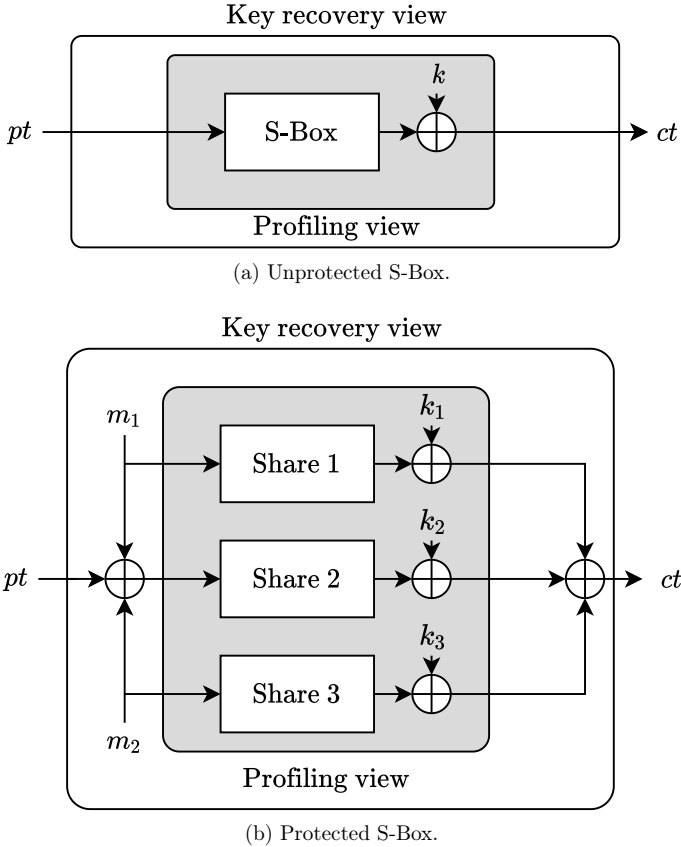 Key recovery view
k
pt
S-Box
ct
Profiling view
(a) Unprotected S-Box.
Key recovery view
m₁
k₁
Share 1
k₂
pt
Share 2
ct
k₃
Share 3
m₂
Profiling view
(b) Protected S-Box.